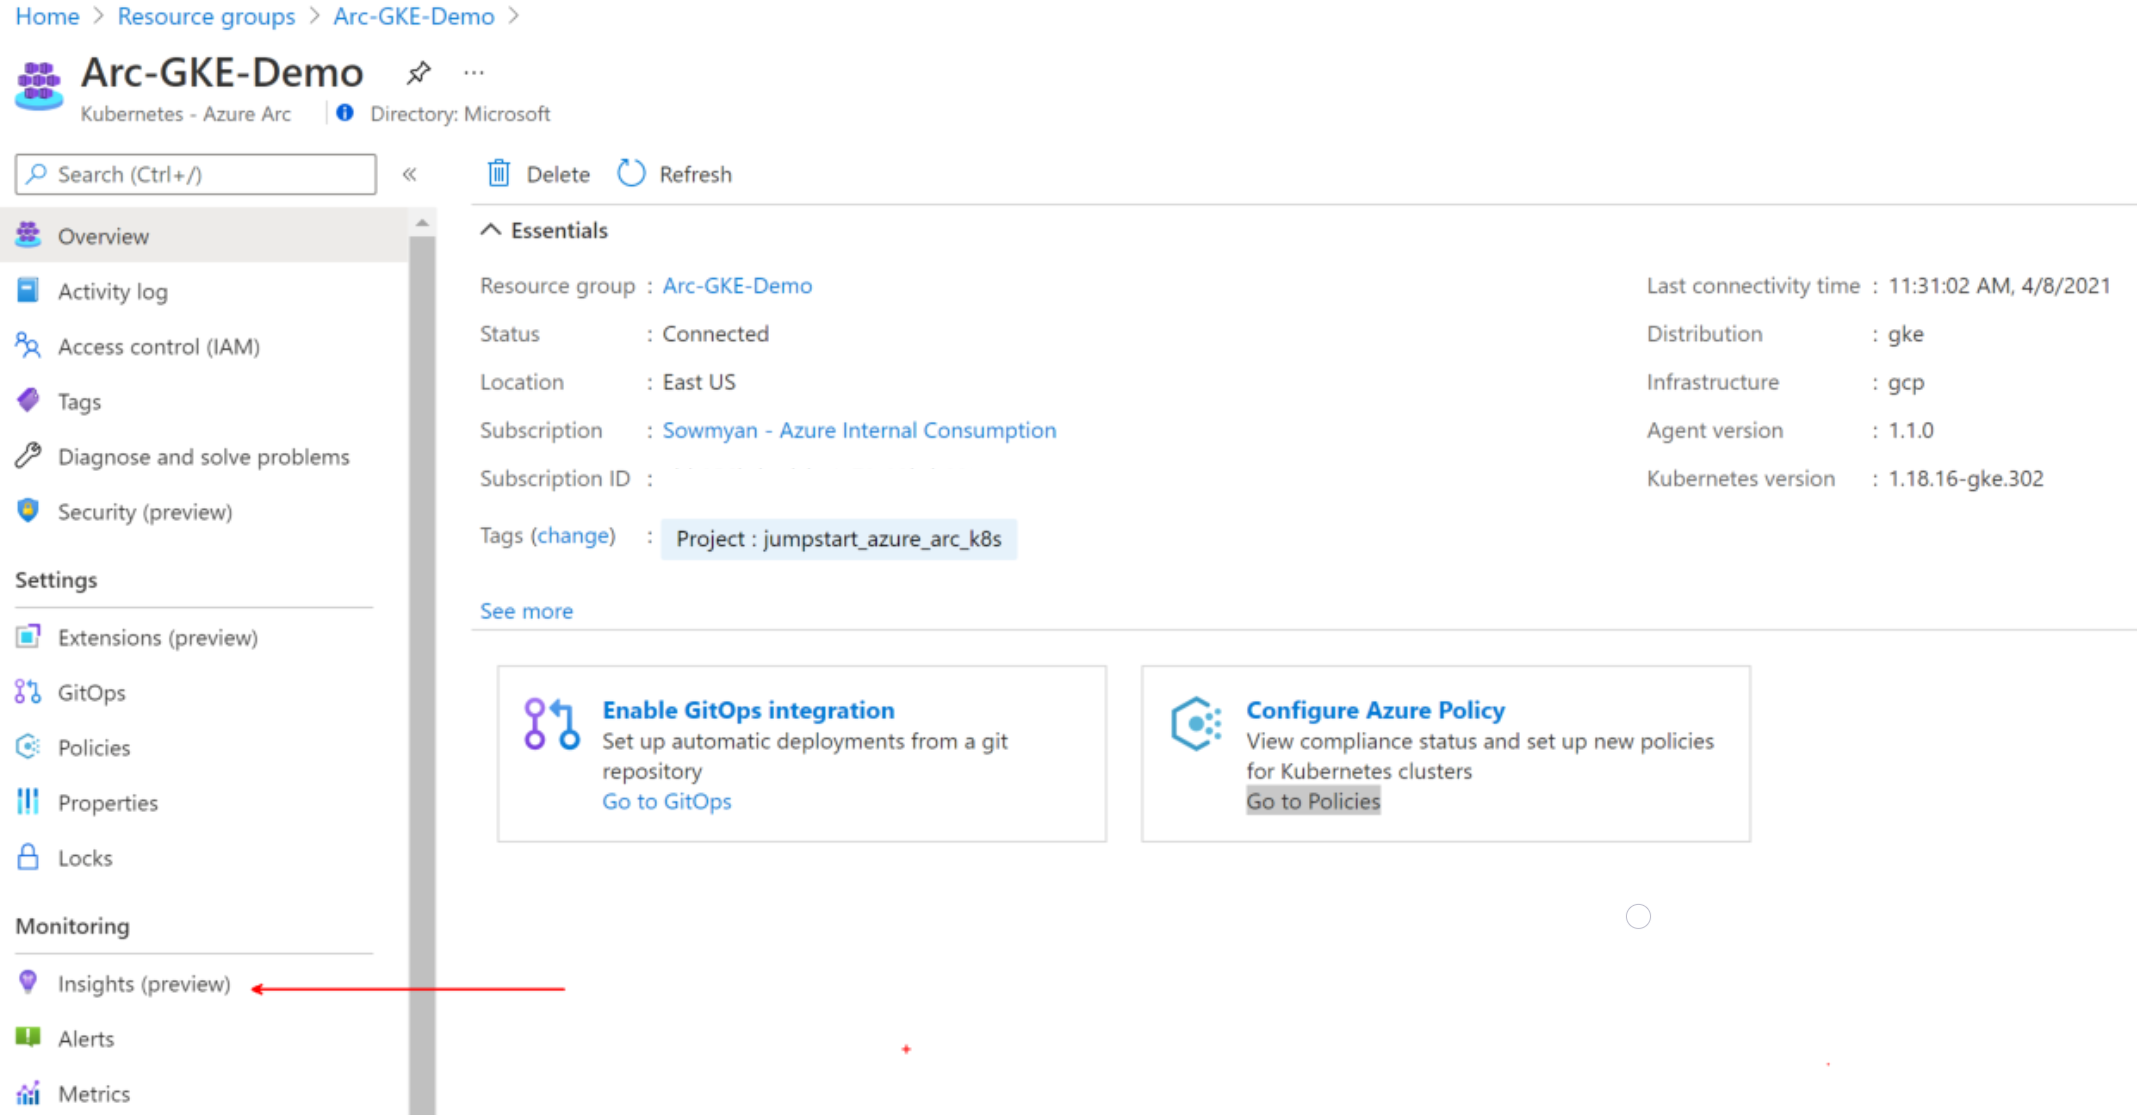 Home > Resource groups > Arc-GKE-Demo >
Arc-GKE-Demo ...
Kubernetes - Azure Arc | Directory: Microsoft
Search (Ctrl+/) «
Overview
Activity log
Access control (IAM)
Tags
Diagnose and solve problems
Security (preview)
Settings
Extensions (preview)
GitOps
Policies
Properties
Locks
Monitoring
Insights (preview)
Alerts
Metrics
Delete Refresh
Essentials
Resource group : Arc-GKE-Demo
Status : Connected
Location : East US
Subscription : Sowmyan - Azure Internal Consumption
Subscription ID :
Tags (change) : Project : jumpstart_azure_arc_k8s
See more
Last connectivity time : 11:31:02 AM, 4/8/2021
Distribution : gke
Infrastructure : gcp
Agent version : 1.1.0
Kubernetes version : 1.18.16-gke.302
Enable GitOps integration
Set up automatic deployments from a git
repository
Go to GitOps
Configure Azure Policy
View compliance status and set up new policies
for Kubernetes clusters
Go to Policies